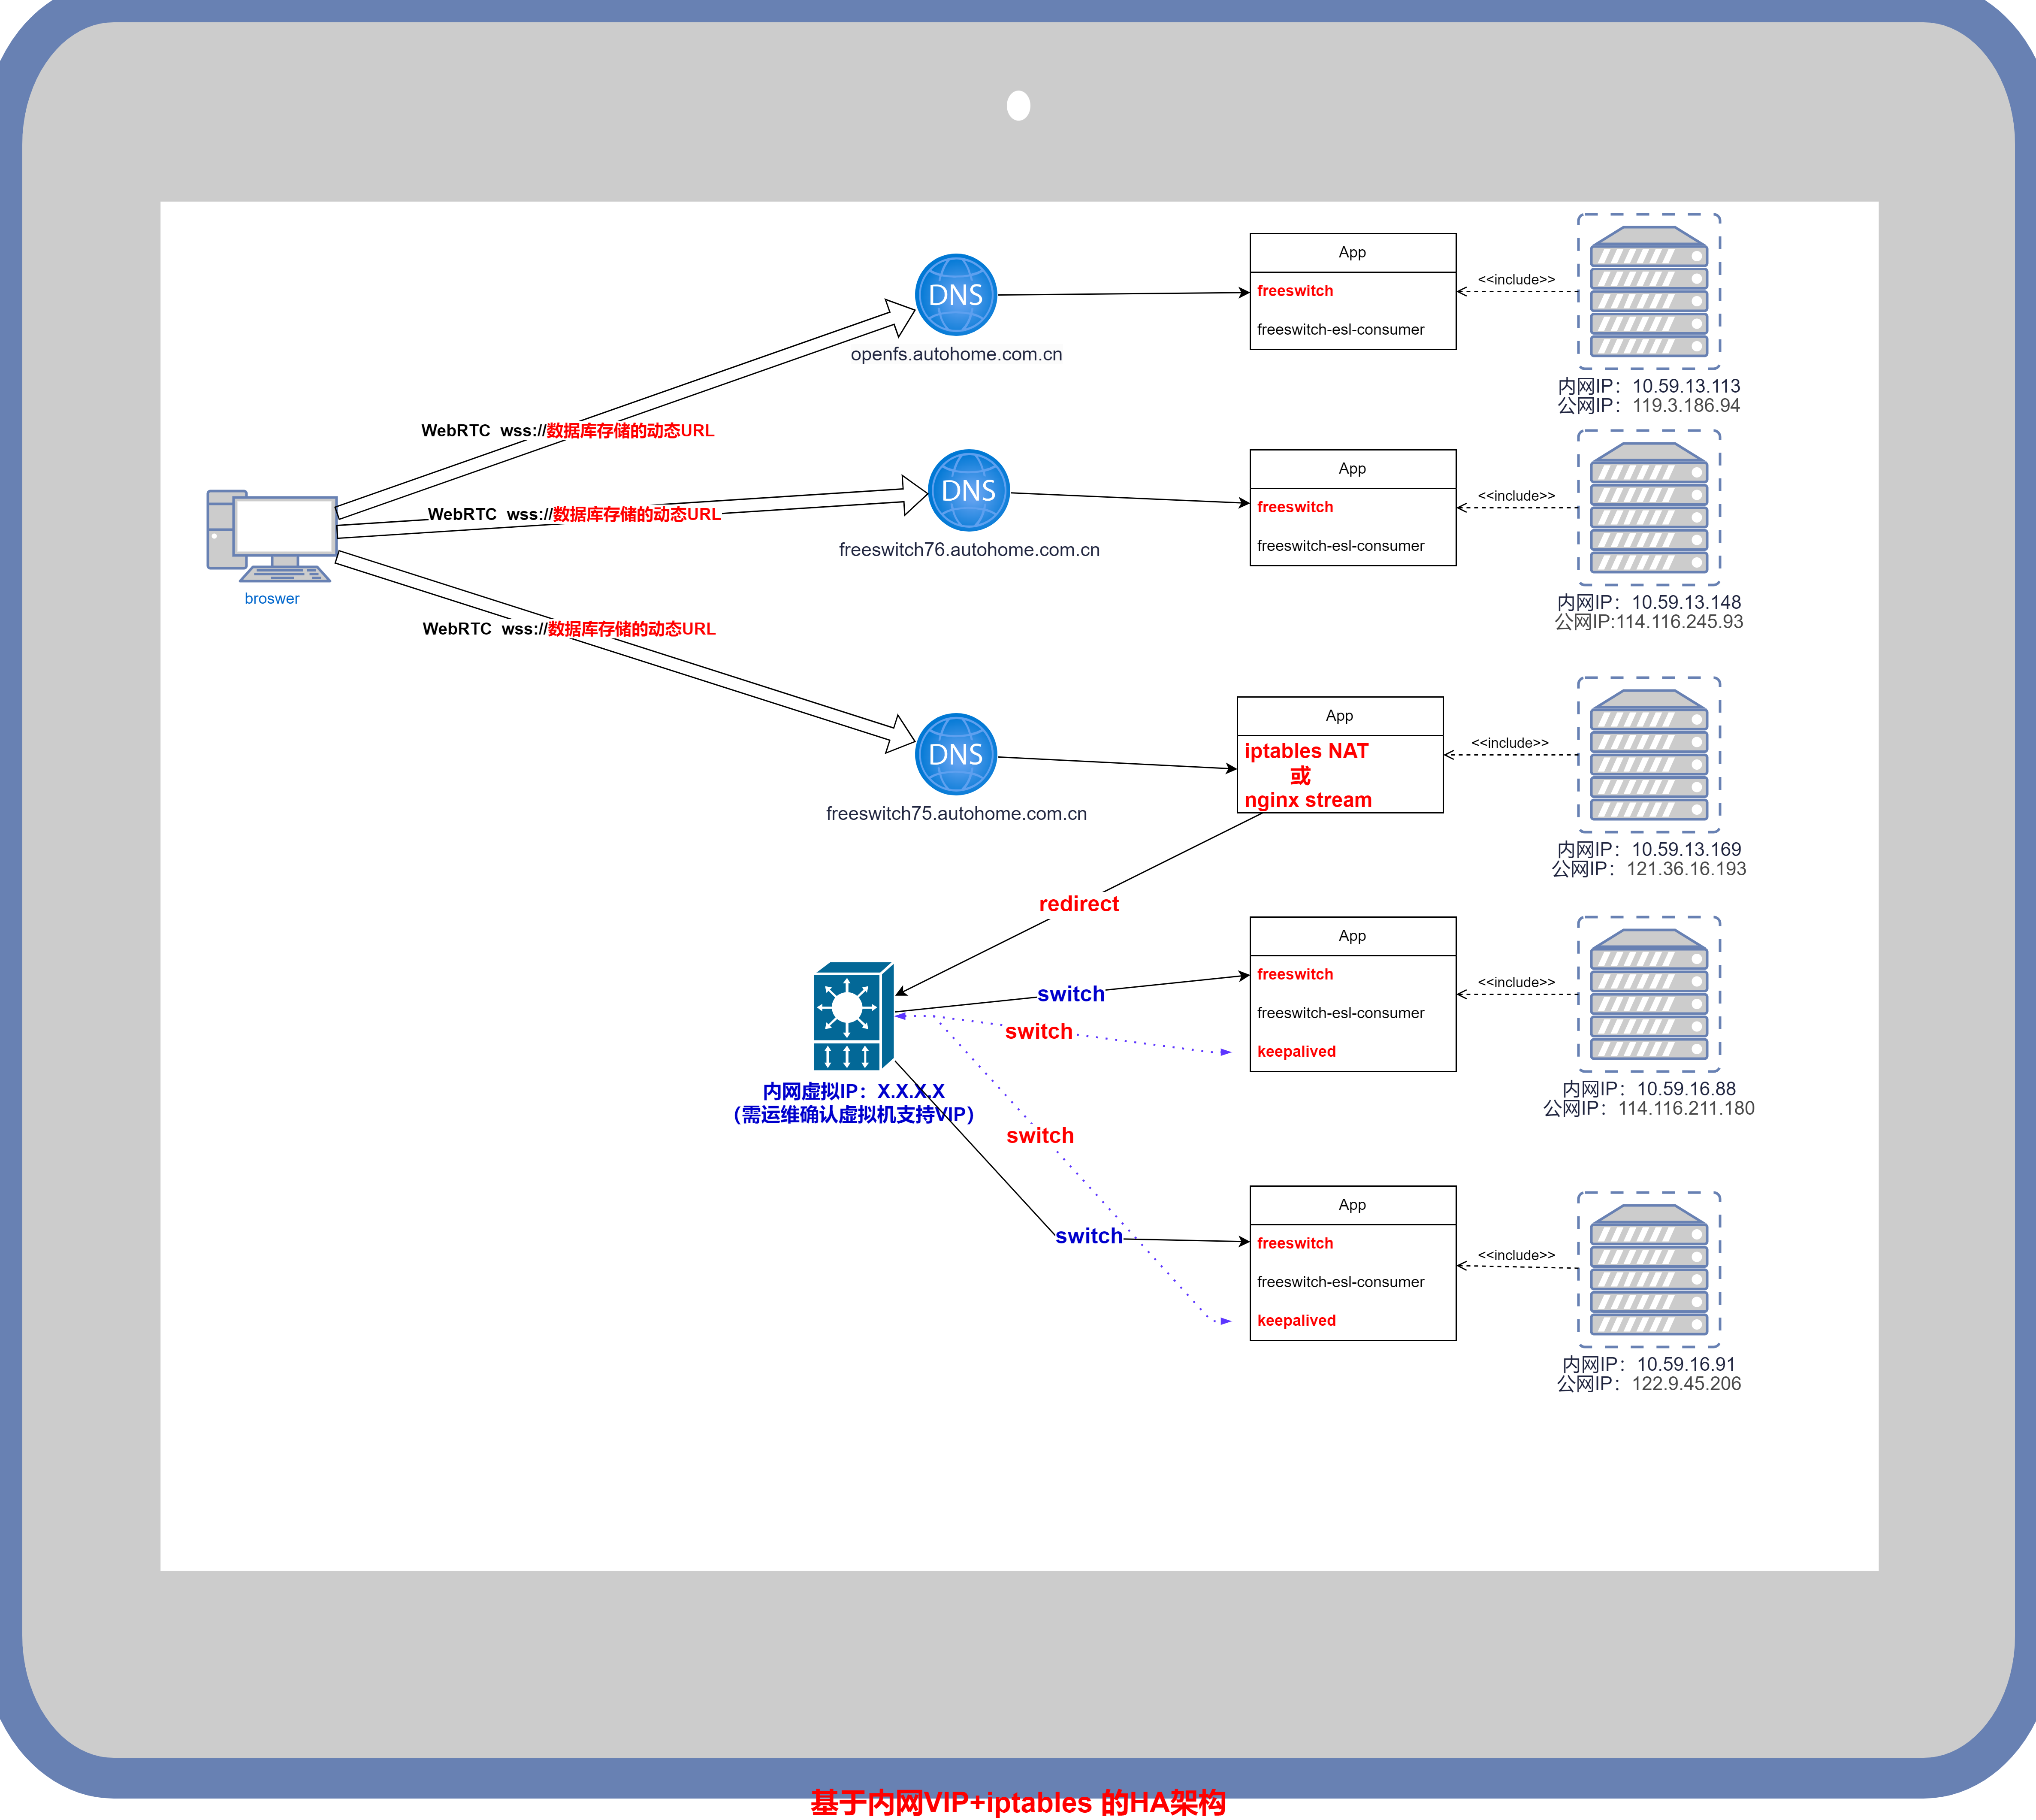 App
freeswitch
freeswitch-esl-consumer
<<include>>
DNS
openfs.autohome.com.cn
内网IP：10.59.13.113
公网IP：119.3.186.94
WebRTC  wss://数据库存储的动态URL
App
freeswitch
freeswitch-esl-consumer
<<include>>
DNS
WebRTC  wss://数据库存储的动态URL
freeswitch76.autohome.com.cn
broswer
内网IP：10.59.13.148
公网IP:114.116.245.93
WebRTC  wss://数据库存储的动态URL
App
iptables NAT
或
nginx stream
<<include>>
DNS
freeswitch75.autohome.com.cn
内网IP：10.59.13.169
公网IP：121.36.16.193
redirect
App
freeswitch
freeswitch-esl-consumer
keepalived
<<include>>
switch
switch
内网虚拟IP：X.X.X.X
（需运维确认虚拟机支持VIP）
内网IP：10.59.16.88
公网IP：114.116.211.180
switch
switch
App
freeswitch
freeswitch-esl-consumer
keepalived
<<include>>
内网IP：10.59.16.91
公网IP：122.9.45.206
基于内网VIP+iptables 的HA架构